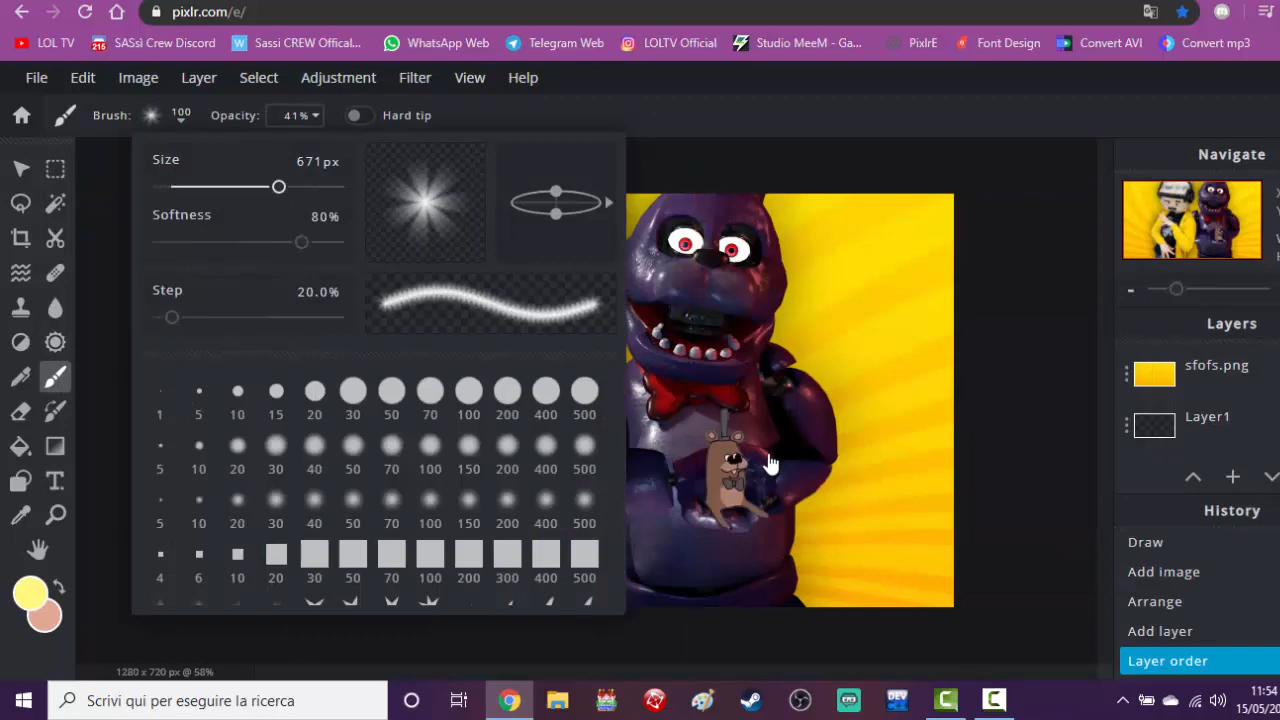 pixlr.com/e/
LOL TV
SASsi Crew Discord
Sassi CREW Offical...
WhatsApp Web
Telegram Web
LOLTV Official
Studio MeeM - Ga...
PixlrE
Font Design
Convert AVI
Convert mp3
215
File Edit Image Layer Select Adjustment Filter View Help
Brush: 100 Opacity: 41% Hard tip
Size 671px
Softness 80%
Step 20.0%
1 5 10 15 20 30 50 70 100 200 400 500
5 10 20 30 40 50 70 100 150 200 400 500
5 10 20 30 40 50 70 100 150 200 400 500
4 6 10 20 30 50 70 100 200 300 400 500
Navigate
Layers
sfofs.png
Layer1
History
Draw
Add image
Arrange
Add layer
Layer order
1280 x 720 px @ 58%
Scrivi qui per eseguire la ricerca
DEV
11:54
15/05/20